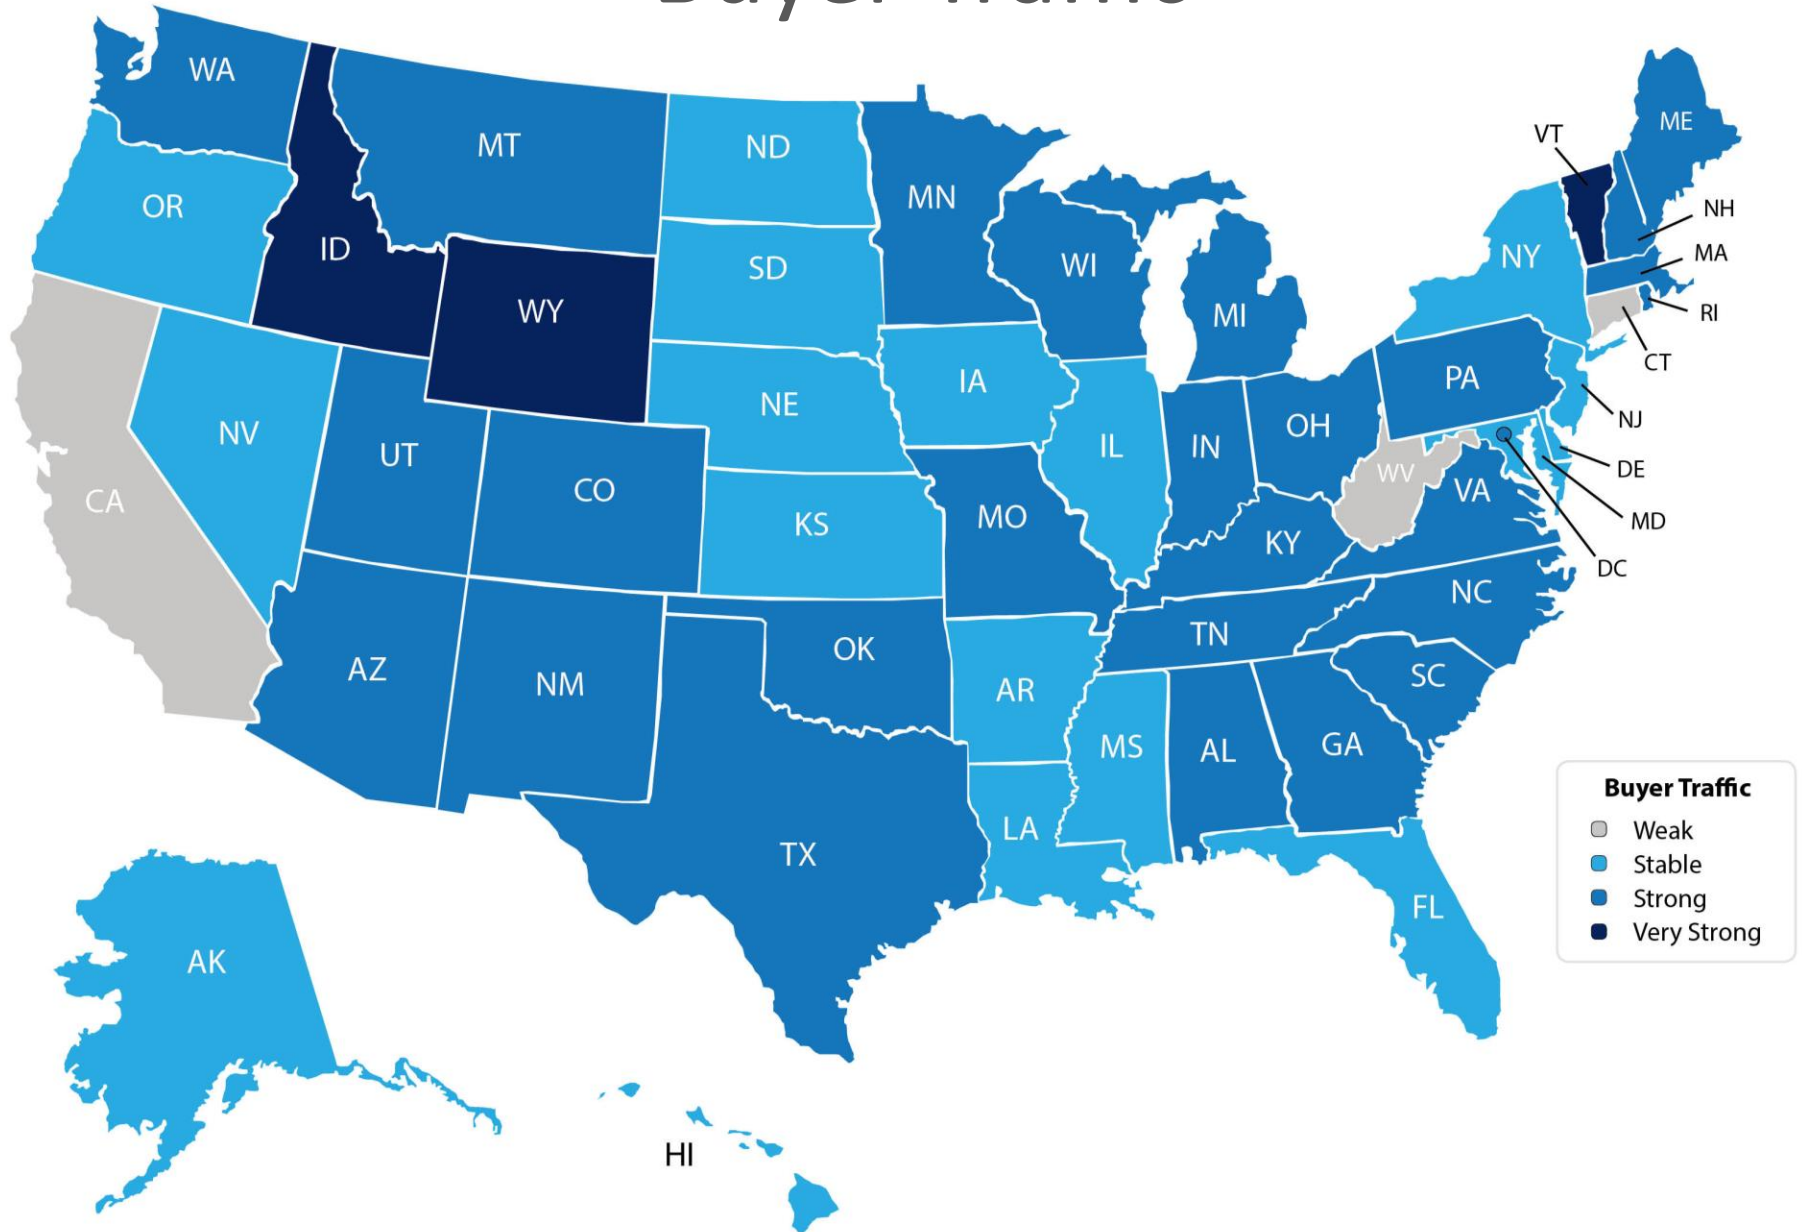 Buyer Traffic
WA
MT
ND
MN
ME
VT
OR
ID
SD
WI
MI
NY
NH
MA
RI
CT
WY
NE
IA
PA
NV
UT
CO
IL
IN
OH
NJ
WV
DE
CA
KS
MO
KY
VA
MD
DC
NC
AZ
NM
OK
AR
TN
SC
MS
AL
GA
TX
LA
FL
AK
HI
Buyer Traffic
Weak
Stable
Strong
Very Strong